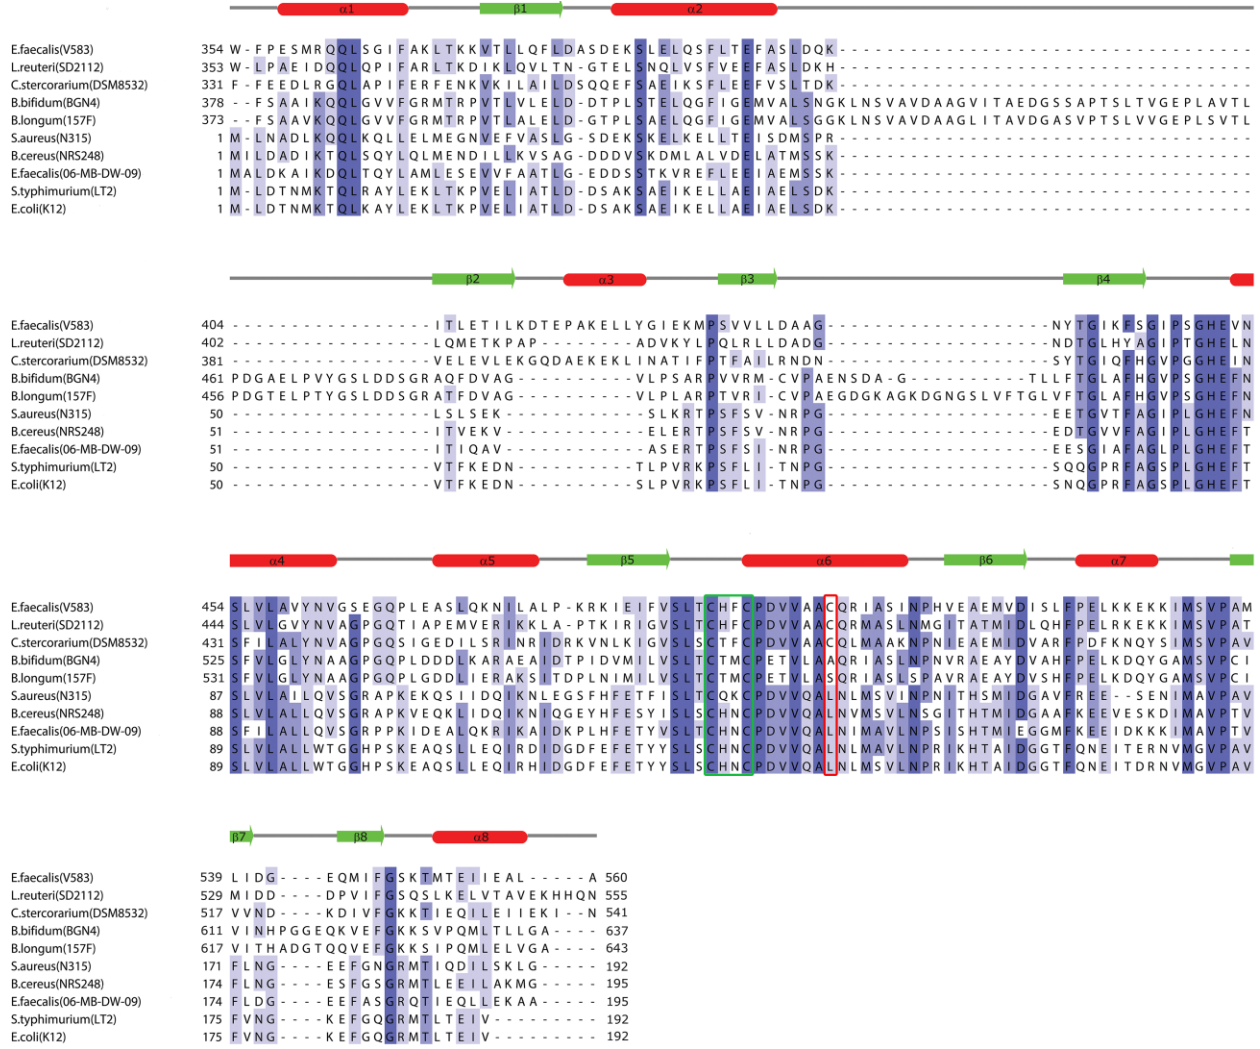 α1 β1 α2
E.faecalis(V583) 354 W-FPESMRQQLSGIFAKLTKKVTLLQFLDASDEKSLELQSFLTEFASLDQK-----------------------------------
L.reuteri(SD2112) 353 W-LPAEIDQQLQPIFARLTKDIKLQVLTN-GTELSNQLVSFVEEFASLDKH-----------------------------------
C.stercorarium(DSM8532) 331 F-FEEDLRGQLAPIFERFENKVKILAILDSQQEFSAEIKSFLEEFVSLTDK-----------------------------------
B.bifidum(BGN4) 378 --FSAAIKQQLGVVFGRMTRPVTLVLELD-DTPLSTELQGFIGEMVALSNGKLNSVAVDAAGVITAEDGSSAPTSLTVGEPLAVTL
B.longum(157F) 373 --FSAAVKQQLGVVFGRMTRPVTLALELD-GTPLSAELQGFIGEMVALSGGKLNSVAVDAAGLITAVDGASVPTSLVVGEPLSVTL
S.aureus(N315) 1 M-LNADLKQQLKQLLELMEGNVEFVASLG-SDEKSKELKELLTEISDMSPR-----------------------------------
B.cereus(NRS248) 1 MILDADIKTQLSQYLQLMENDILLKVSAG-DDDVSKDMLALVDELATMSSK-----------------------------------
E.faecalis(06-MB-DW-09) 1 MALDKAIKDQLTQYLAMLESEVVFAATLG-EDDSSTKVREFLEEIAEMSSK-----------------------------------
S.typhimurium(LT2) 1 M-LDTNMKTQLRAYLEKLTKPVELIATLD-DSAKSAEIKELLAEIAELSDK-----------------------------------
E.coli(K12) 1 M-LDTNMKTQLKAYLEKLTKPVELIATLD-DSAKSAEIKELLAEIAELSDK-----------------------------------
β2 α3 β3 β4
E.faecalis(V583) 404 -----------------ITLETILKDTEPAKELLYGIEKMPSVVLLDAAG-------------------NYTGIKFSGIPSGHEVN
L.reuteri(SD2112) 402 -----------------LQMETKPAP--------ADVKYLPQLRLLDADG-------------------NDTGLHYAGIPTGHELN
C.stercorarium(DSM8532) 381 -----------------VELEVLEKGQDAEKEKLINATIFPTFAILRNDN-------------------SYTGIQFHGVPGGHEIN
B.bifidum(BGN4) 461 PDGAELPVYGSLDDSGRAQFDVAG----------VLPSARPVVRM-CVPAENSDA-G----------TLLFTGLAFHGVPSGHEFN
B.longum(157F) 456 PDGTELPTYGSLDDSGRATFDVAG----------VLPLARPTVRI-CVPAEGDGKAGKDGNGSLVFTGLVFTGLAFHGVPSGHEFN
S.aureus(N315) 50 -----------------LSLSEK------------SLKRTPSFSV-NRPG-------------------EETGVTFAGIPLGHEFN
B.cereus(NRS248) 51 -----------------ITVEKV------------ELERTPSFSV-NRPG-------------------EDTGVVFAGIPLGHEFT
E.faecalis(06-MB-DW-09) 51 -----------------ITIQAV------------ASERTPSFSI-NRPG-------------------EESGIAFAGLPLGHEFT
S.typhimurium(LT2) 50 -----------------VTFKEDN----------TLPVRKPSFLI-TNPG-------------------SQQGPRFAGSPLGHEFT
E.coli(K12) 50 -----------------VTFKEDN----------SLPVRKPSFLI-TNPG-------------------SNQGPRFAGSPLGHEFT
α4 α5 β5 α6 β6 α7
E.faecalis(V583) 454 SLVLAVYNVGSEGQPLEASLQKNILALP-KRKIEIFVSLTCHFCPDVVAACQRIASINPHVEAEMVDISLFPELKKEKKIMSVPAM
L.reuteri(SD2112) 444 SLVLGVYNVAGPGQTIAPEMVERIKKLA-PTKIRIGVSLTCHFCPDVVAACQRMASLNMGITATMIDLQHFPELRKEKKIMSVPAT
C.stercorarium(DSM8532) 431 SFILALYNVAGPGQSIGEDILSRIRNIDRKVNLKIGVSLSCTFCPDVVAACQLMAAKNPNIEAEMIDVARFPDFKNQYSIMSVPAV
B.bifidum(BGN4) 525 SFVLGLYNAAGPGQPLDDDLKARAEAIDTPIDVMILVSLTCTMCPETVLAAQRIASLNPNVRAEAYDVAHFPELKDQYGAMSVPCI
B.longum(157F) 531 SFVLGLYNAAGPGQPLDDDLIERAKSITDPLNIMILVSLTCTMCPETVLASQRIASLSPAVRAEAYDVSHFPELKDQYGAMSVPCI
S.aureus(N315) 87 SLVLAILQVSGRAPKEKQSIIDQIKNLEGSFHFETFISLTCQKCPDVVQALNLMSVINPNITHSMIDGAVFREE--SENIMAVPAV
B.cereus(NRS248) 88 SLVLALLQVSGRAPKVEQKLIDQIKNIQGEYHFESYISLSCHNCPDVVQALNVMSVLNSGITHTMIDGAAFKEEVESKDIMAVPTV
E.faecalis(06-MB-DW-09) 88 SFILALLQVSGRPPKIDEALQKRIKAIDKPLHFETYVSLTCHNCPDVVQALNIMAVLNPSISHTMIEGGMFKEEIDKKKIMAVPTV
S.typhimurium(LT2) 89 SLVLALLWTGGHPSKEAQSLLEQIRDIDGDFEFETYYSLSCHNCPDVVQALNLMAVLNPRIKHTAIDGGTFQNEITERNVMGVPAV
E.coli(K12) 89 SLVLALLWTGGHPSKEAQSLLEQIRHIDGDFEFETYYSLSCHNCPDVVQALNLMSVLNPRIKHTAIDGGTFQNEITDRNVMGVPAV
β7 β8 α8
E.faecalis(V583) 539 LIDG----EQMIFGSKTMTEIIEAL-----A 560
L.reuteri(SD2112) 529 MIDD----DPVIFGSQSLKELVTAVEKHHQN 555
C.stercorarium(DSM8532) 517 VVND----KDIVFGKKTIEQILEIIEKI--N 541
B.bifidum(BGN4) 611 VINHPGGEQKVEFGKKSVPQMLTLLGA---- 637
B.longum(157F) 617 VITHADGTQQVEFGKKSIPQMLELVGA---- 643
S.aureus(N315) 171 FLNG----EEFGNGRMTIQDILSKLG----- 192
B.cereus(NRS248) 174 FLNG----ESFGSGRMTLEEILAKMG----- 195
E.faecalis(06-MB-DW-09) 174 FLDG----EEFASGRQTIEQLLEKAA----- 195
S.typhimurium(LT2) 175 FVNG----KEFGQGRMTLTEIV--------- 192
E.coli(K12) 175 FVNG----KEFGQGRMTLTEIV--------- 192